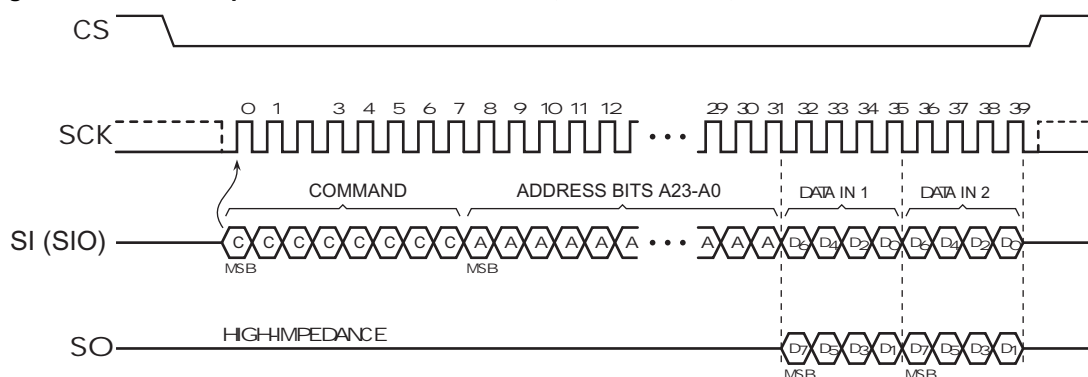 CS
0 1 3 4 5 6 7 8 9 10 11 12 29 30 31 32 33 34 35 36 37 38 39
SCK
COMMAND ADDRESS BITS A23-A0 DATA IN 1 DATA IN 2
SI (SIO) C C C C C C C C A A A A A A A A A D6 D4 D2 D0 D6 D4 D2 D0
MSB MSB
HIGH-IMPEDANCE
SO D7 D5 D3 D1 D7 D5 D3 D1
MSB MSB